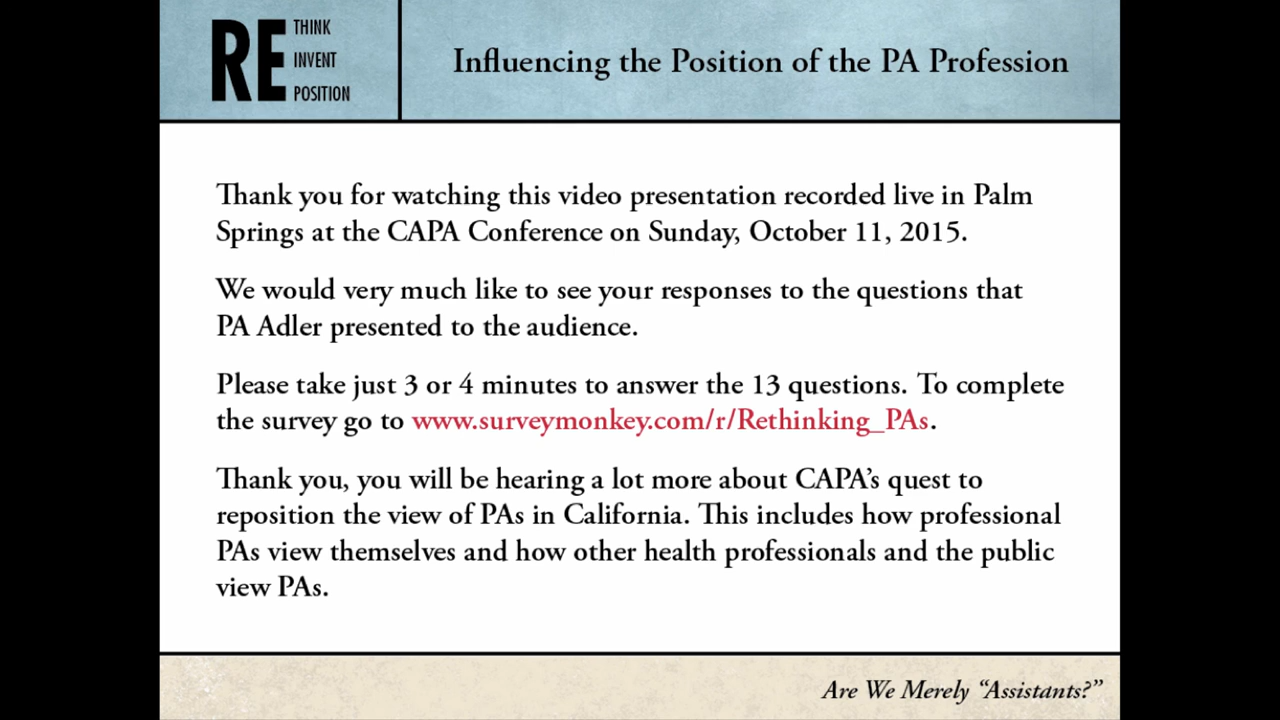 RE THINK
INVENT
POSITION
Influencing the Position of the PA Profession
Thank you for watching this video presentation recorded live in Palm
Springs at the CAPA Conference on Sunday, October 11, 2015.
We would very much like to see your responses to the questions that
PA Adler presented to the audience.
Please take just 3 or 4 minutes to answer the 13 questions. To complete
the survey go to www.surveymonkey.com/r/Rethinking_PAs.
Thank you, you will be hearing a lot more about CAPA’s quest to
reposition the view of PAs in California. This includes how professional
PAs view themselves and how other health professionals and the public
view PAs.
Are We Merely “Assistants?”